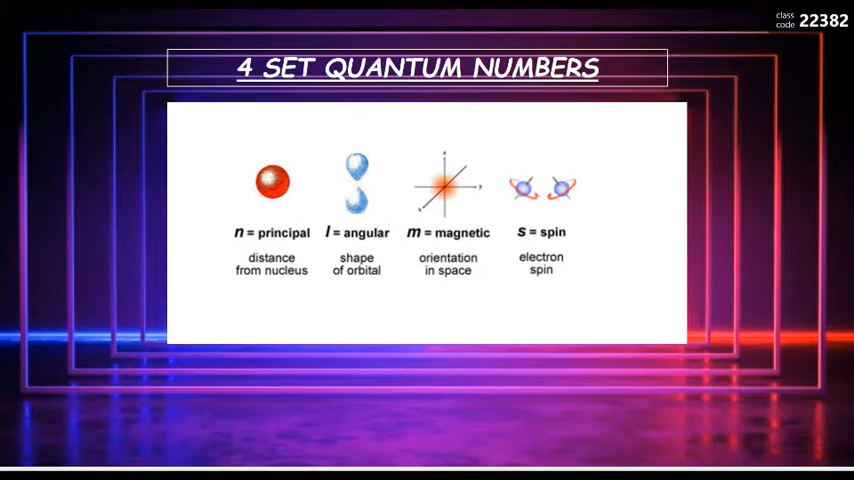 class
code 22382
4 SET QUANTUM NUMBERS
n = principal l = angular m = magnetic s = spin
distance
from nucleus
shape
of orbital
orientation
in space
electron
spin